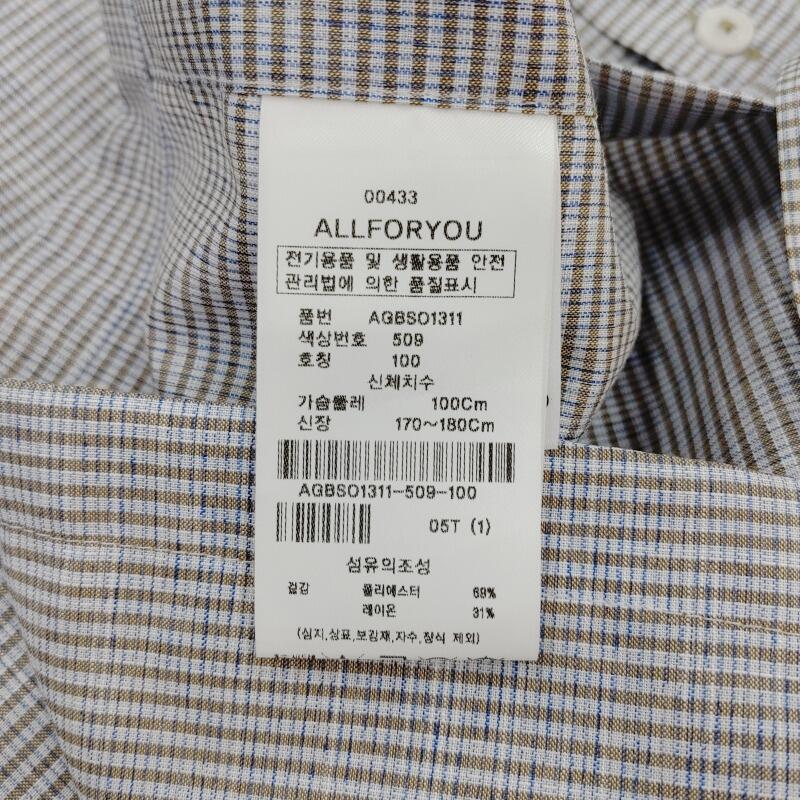 00433
ALLFORYOU
전기용품 및 생활용품 안전
관리법에 의한 품질표시
품번 AGBSO1311
색상번호 509
호칭 100
신체치수
가슴둘레 100Cm
신장 170~180Cm
AGBSO1311-509-100
05T (1)
섬유의조성
겉감 폴리에스터 69%
레이온 31%
(심지,상표,보강재,자수,장식 제외)